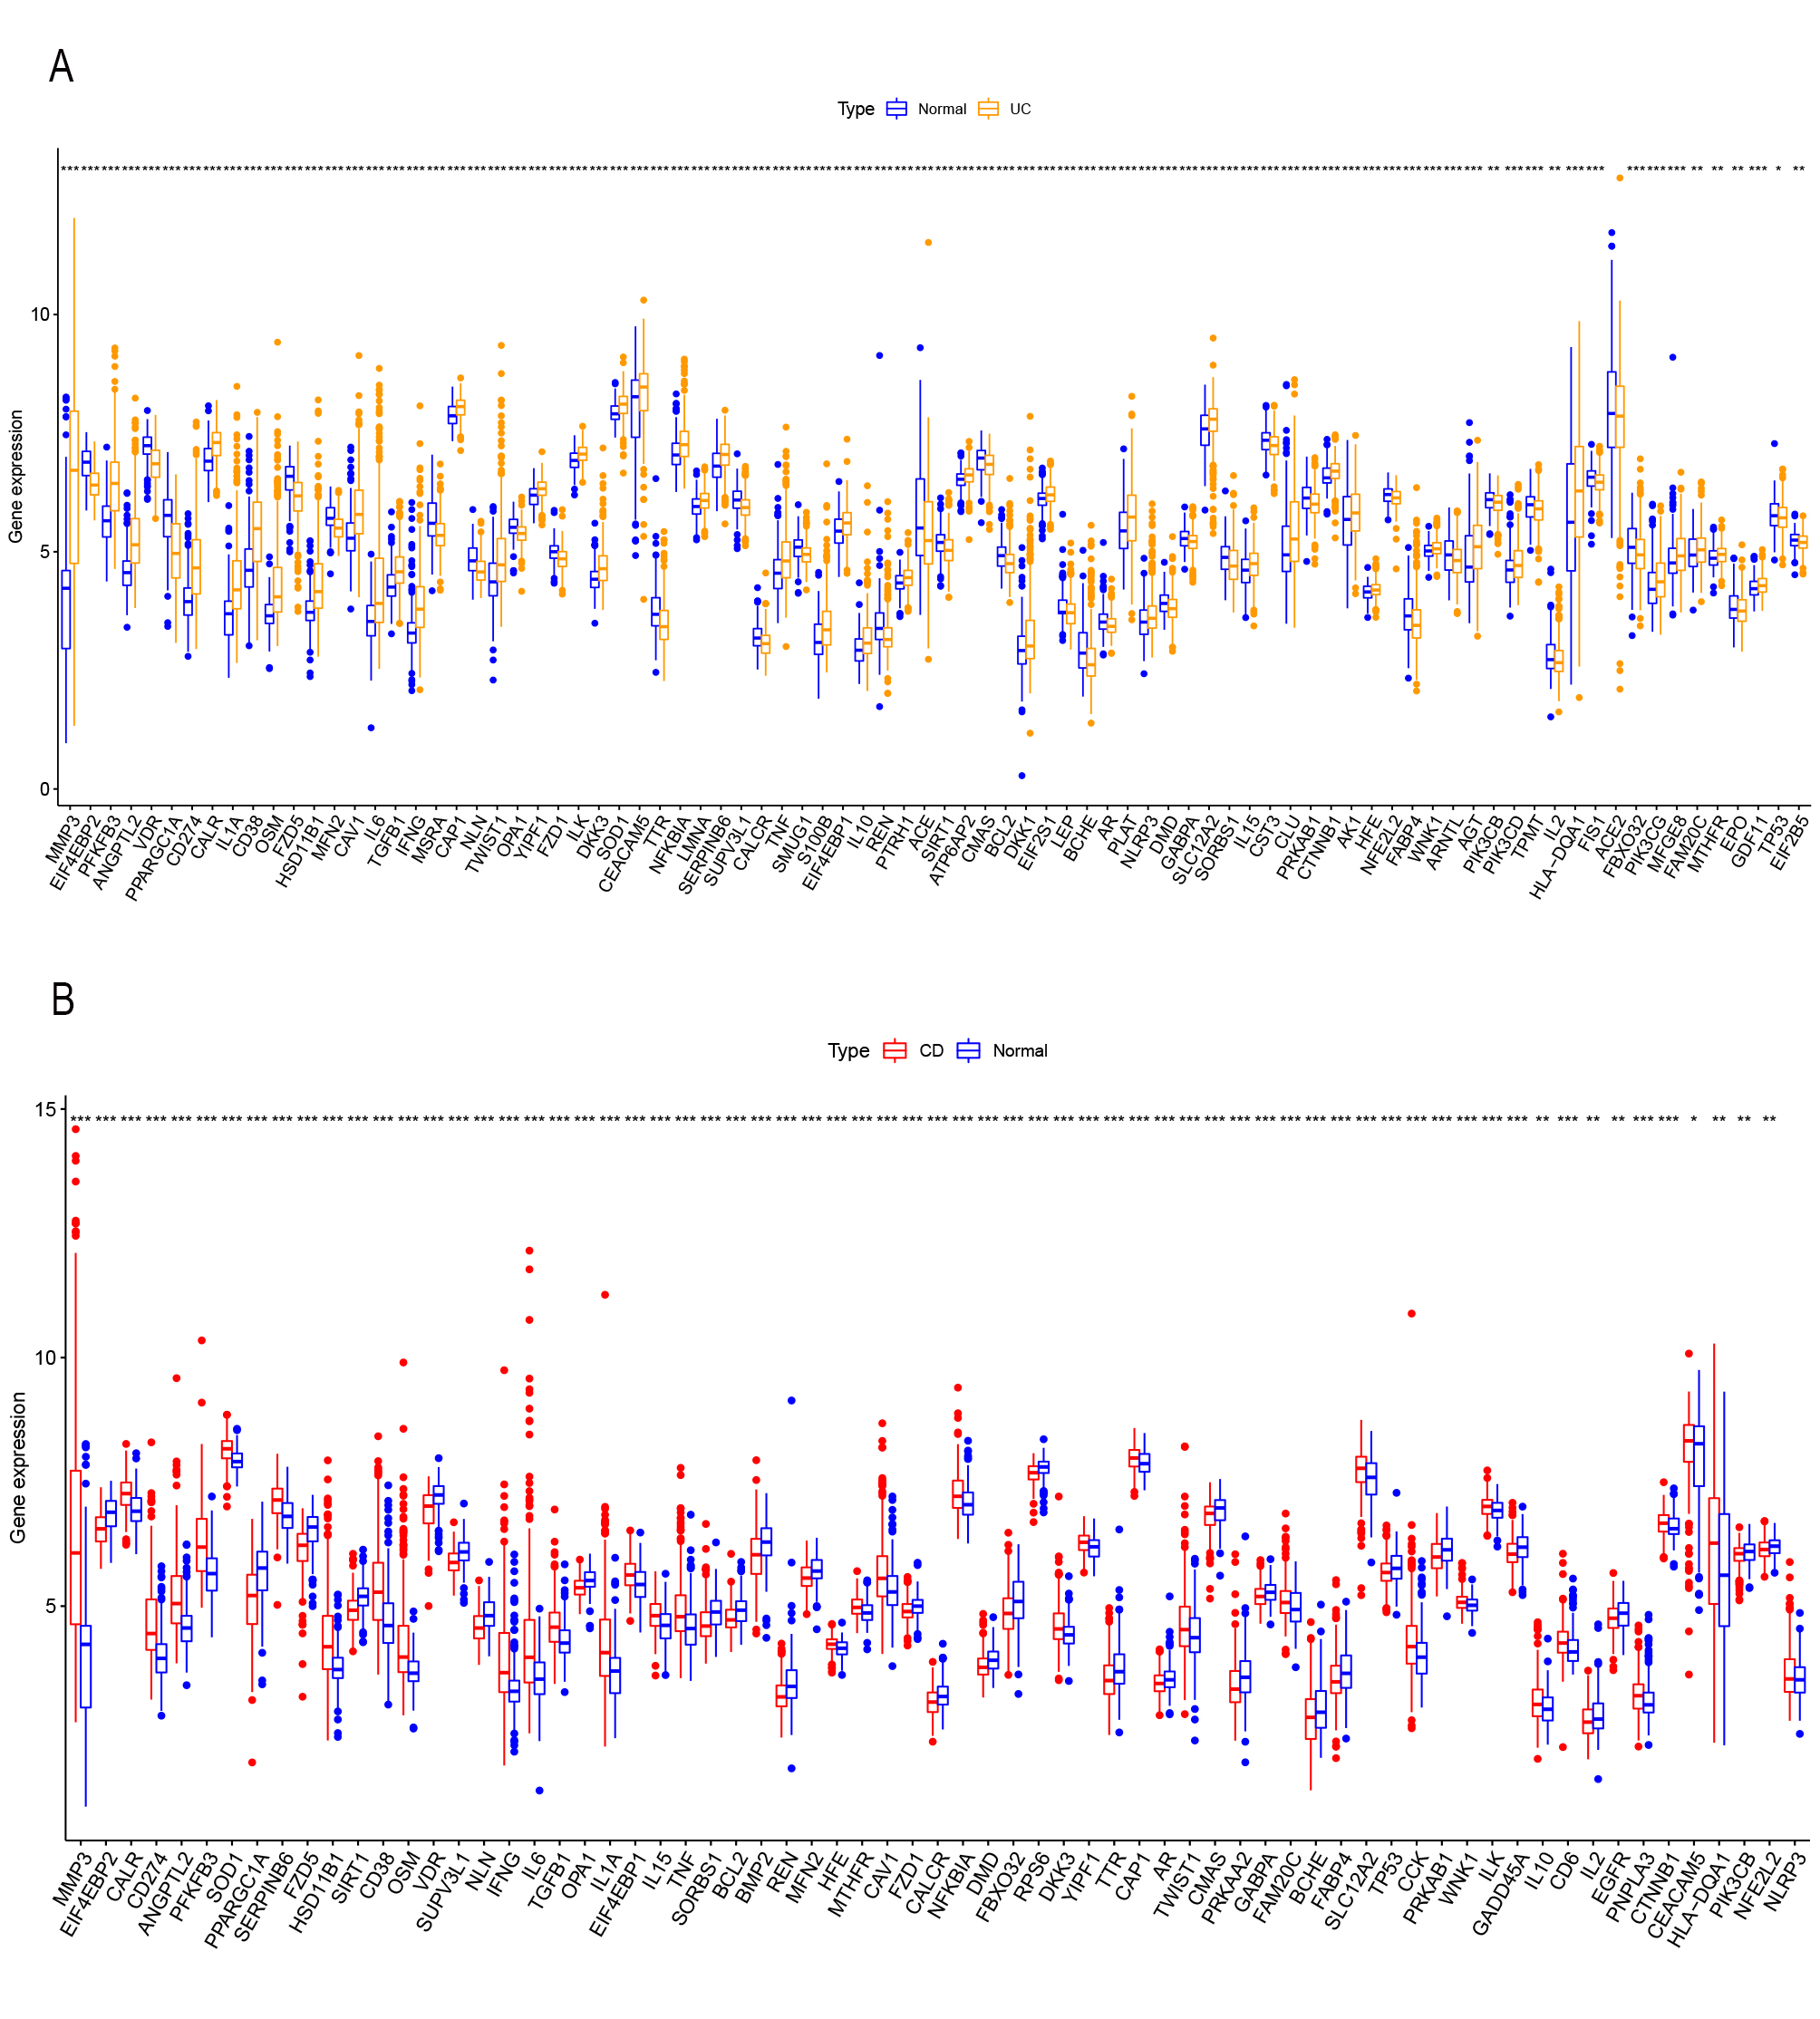 A
Type Normal UC
Gene expression
10
5
0
MMP3
EIF4EBP2
PFKFB3
ANGPTL2
VDR
PPARGC1A
CD274
CALR
IL1A
CD38
OSM
FZD5
HSD11B1
MFN2
CAV1
IL6
TGFB1
IFNG
MSRA
CAP1
NLN
TWIST1
OPA1
YIPF1
FZD1
ILK
DKK3
SOD1
CEACAM5
TTR
NFKBIA
LMNA
SERPINB6
SUPV3L1
CALCR
TNF
SMUG1
S100B
EIF4EBP1
IL10
REN
PTRH1
ACE
SIRT1
ATP6AP2
CMAS
BCL2
DKK1
EIF2S1
LEP
BCHE
AR
PLAT
NLRP3
DMD
GABPA
SLC12A2
SORBS1
IL15
CST3
CLU
PRKAB1
CTNNB1
AK1
HFE
NFE2L2
FABP4
WNK1
ARNTL
AGT
PIK3CB
PIK3CD
TPMT
IL2
HLA-DQA1
FIS1
ACE2
FBXO32
PIK3CG
MFGE8
FAM20C
MTHFR
EPO
GDF11
TP53
EIF2B5
B
Type CD Normal
Gene expression
15
10
5
MMP3
EIF4EBP2
CALR
CD274
ANGPTL2
PFKFB3
SOD1
PPARGC1A
SERPINB6
FZD5
HSD11B1
SIRT1
CD38
OSM
VDR
SUPV3L1
NLN
IFNG
IL6
TGFB1
OPA1
IL1A
EIF4EBP1
IL15
TNF
SORBS1
BCL2
BMP2
REN
MFN2
HFE
MTHFR
CAV1
FZD1
CALCR
NFKBIA
DMD
FBXO32
RPS6
DKK3
YIPF1
TTR
CAP1
AR
TWIST1
CMAS
PRKAA2
GABPA
FAM20C
BCHE
FABP4
SLC12A2
TP53
CCK
PRKAB1
WNK1
ILK
GADD45A
IL10
CD6
IL2
EGFR
PNPLA3
CTNNB1
CEACAM5
HLA-DQA1
PIK3CB
NFE2L2
NLRP3